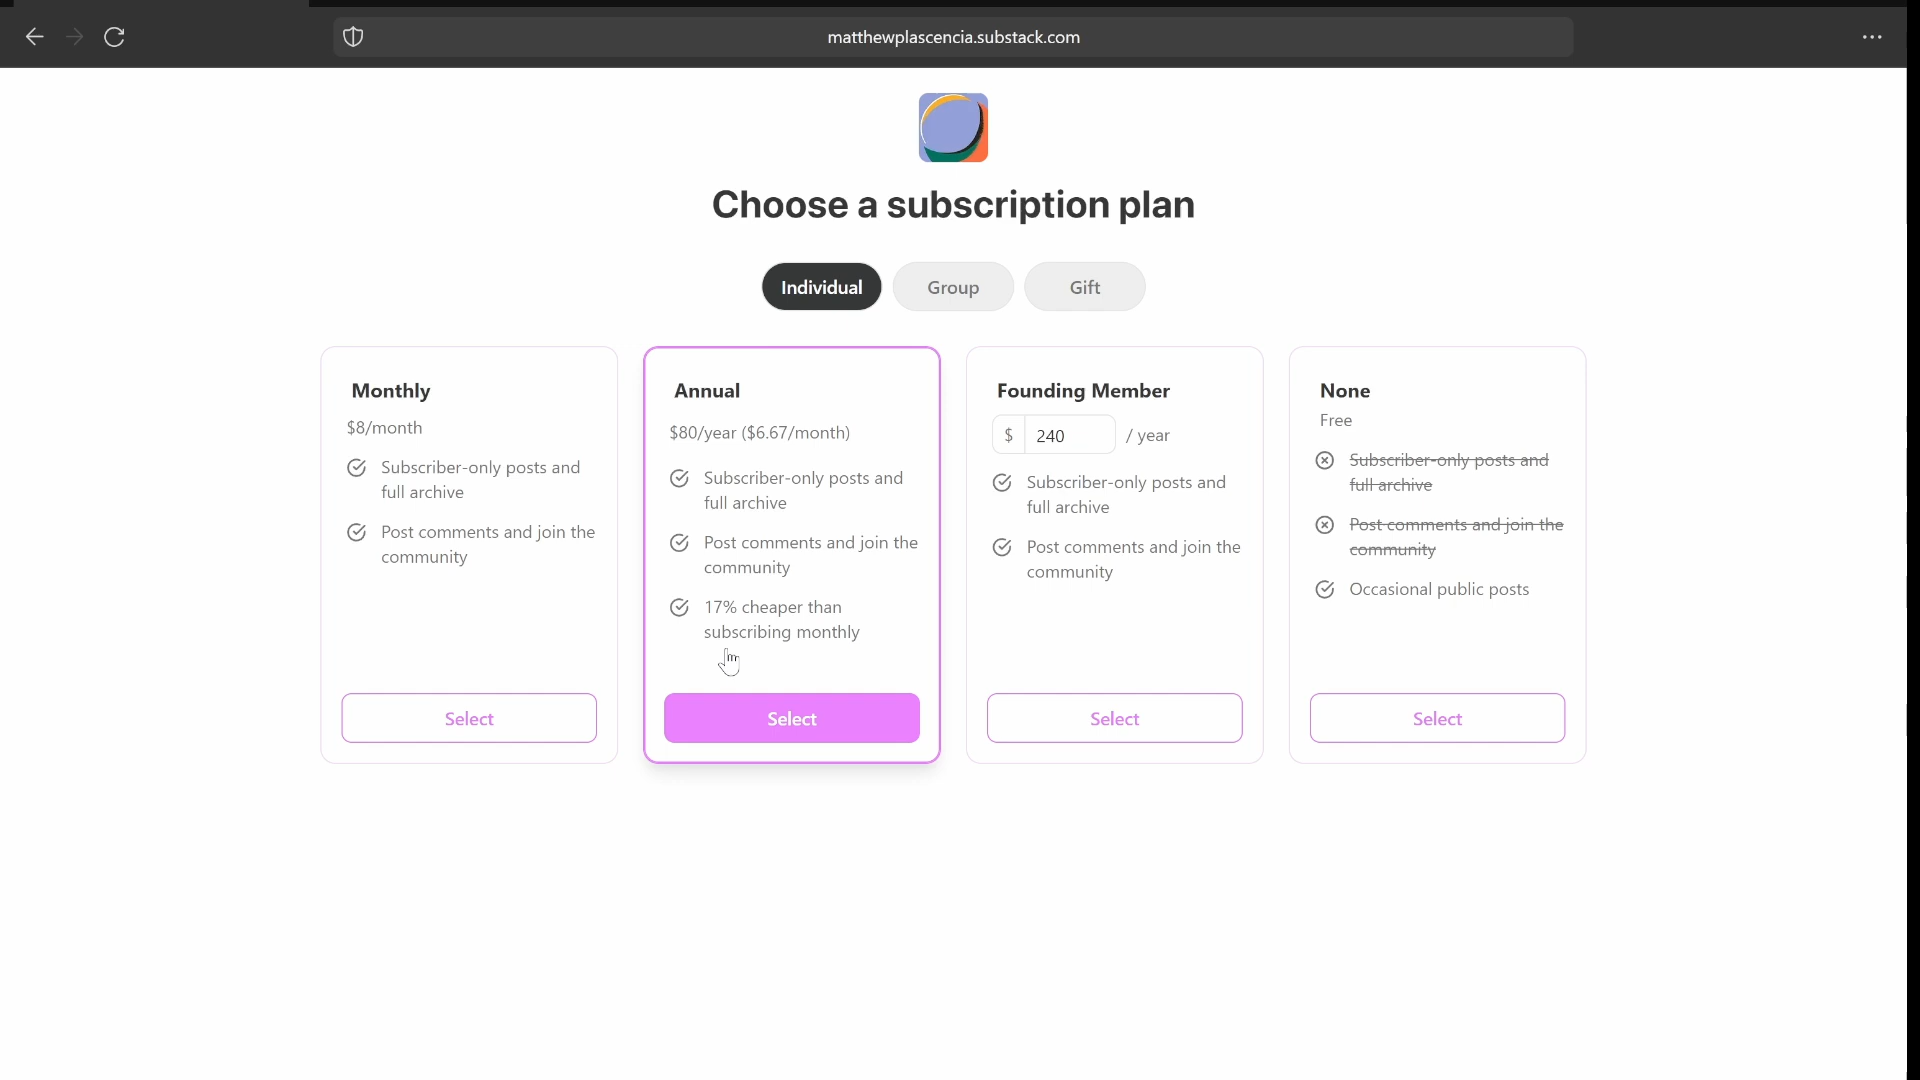 matthewplascencia.substack.com
Choose a subscription plan
Individual
Group
Gift
Monthly
$8/month
Subscriber-only posts and
full archive
Post comments and join the
community
Select
Annual
$80/year ($6.67/month)
Subscriber-only posts and
full archive
Post comments and join the
community
17% cheaper than
subscribing monthly
Select
Founding Member
$ 240 / year
Subscriber-only posts and
full archive
Post comments and join the
community
Select
None
Free
Subscriber-only posts and
full archive
Post comments and join the
community
Occasional public posts
Select